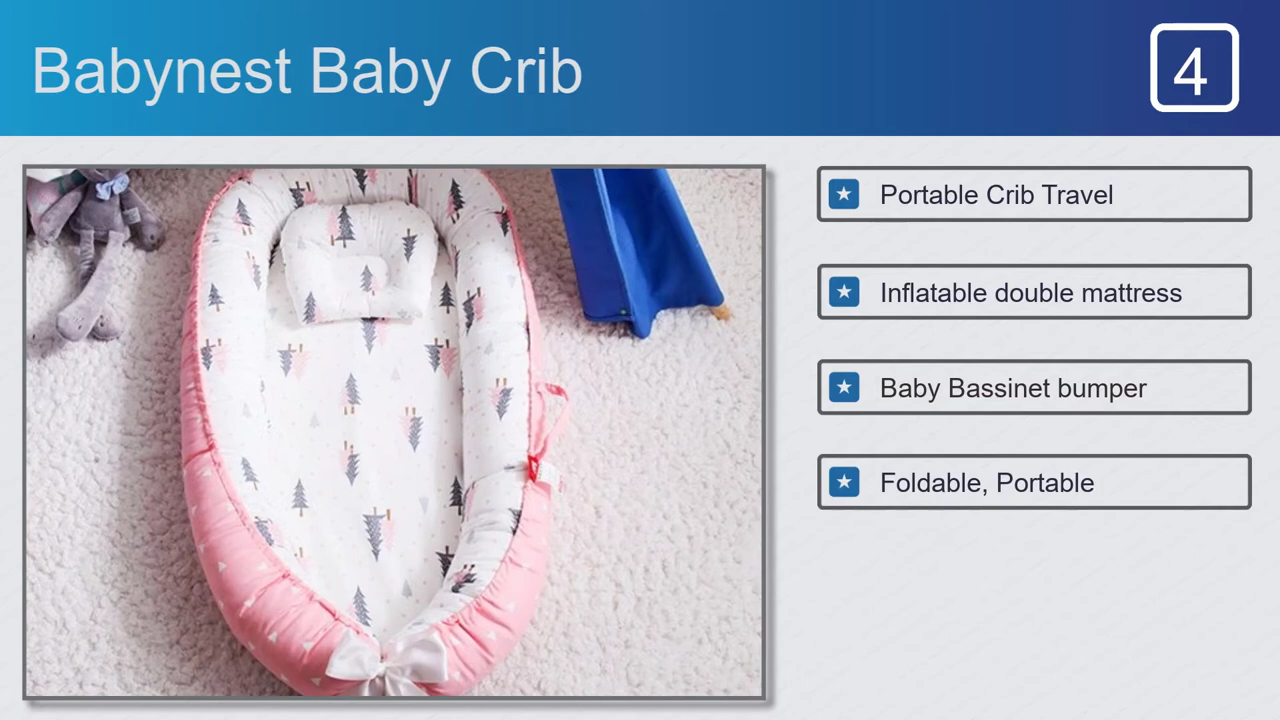 Babynest Baby Crib
4
Portable Crib Travel
Inflatable double mattress
Baby Bassinet bumper
Foldable, Portable